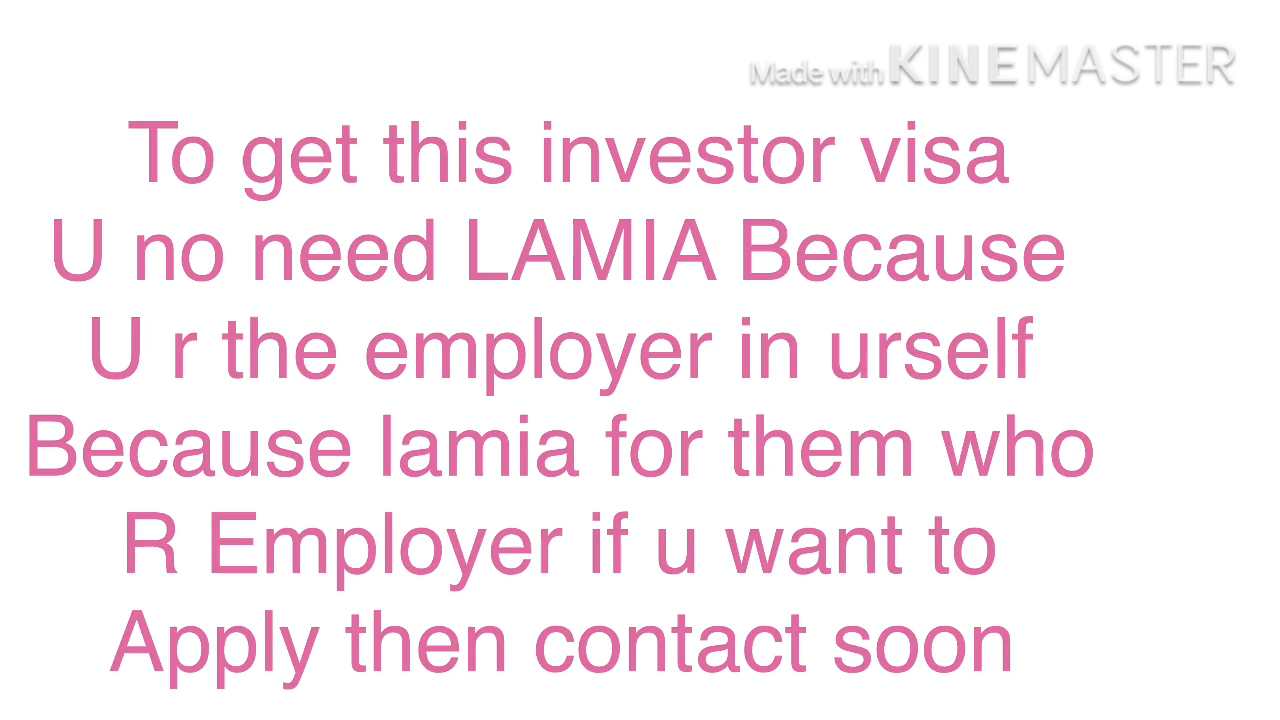 Made with KINEMASTER
To get this investor visa
U no need LAMIA Because
U r the employer in urself
Because lamia for them who
R Employer if u want to
Apply then contact soon